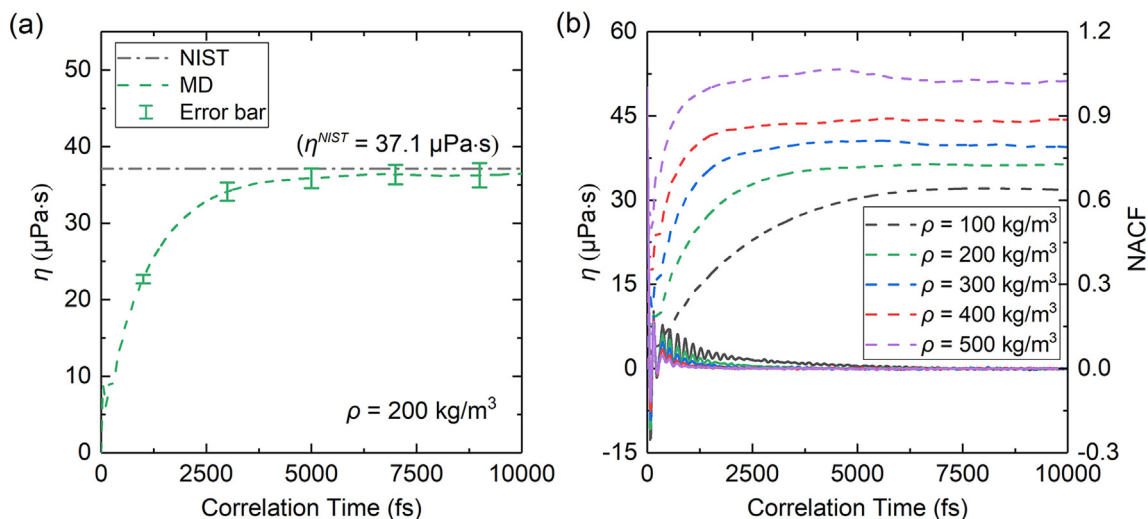 (a)
50
40
30
20
10
0
η (μPa·s)
NIST
MD
Error bar
(η^NIST = 37.1 μPa·s)
ρ = 200 kg/m³
0 2500 5000 7500 10000
Correlation Time (fs)
(b)
60
45
30
15
0
-15
η (μPa·s)
ρ = 100 kg/m³
ρ = 200 kg/m³
ρ = 300 kg/m³
ρ = 400 kg/m³
ρ = 500 kg/m³
1.2
0.9
0.6
0.3
0.0
-0.3
NACF
0 2500 5000 7500 10000
Correlation Time (fs)